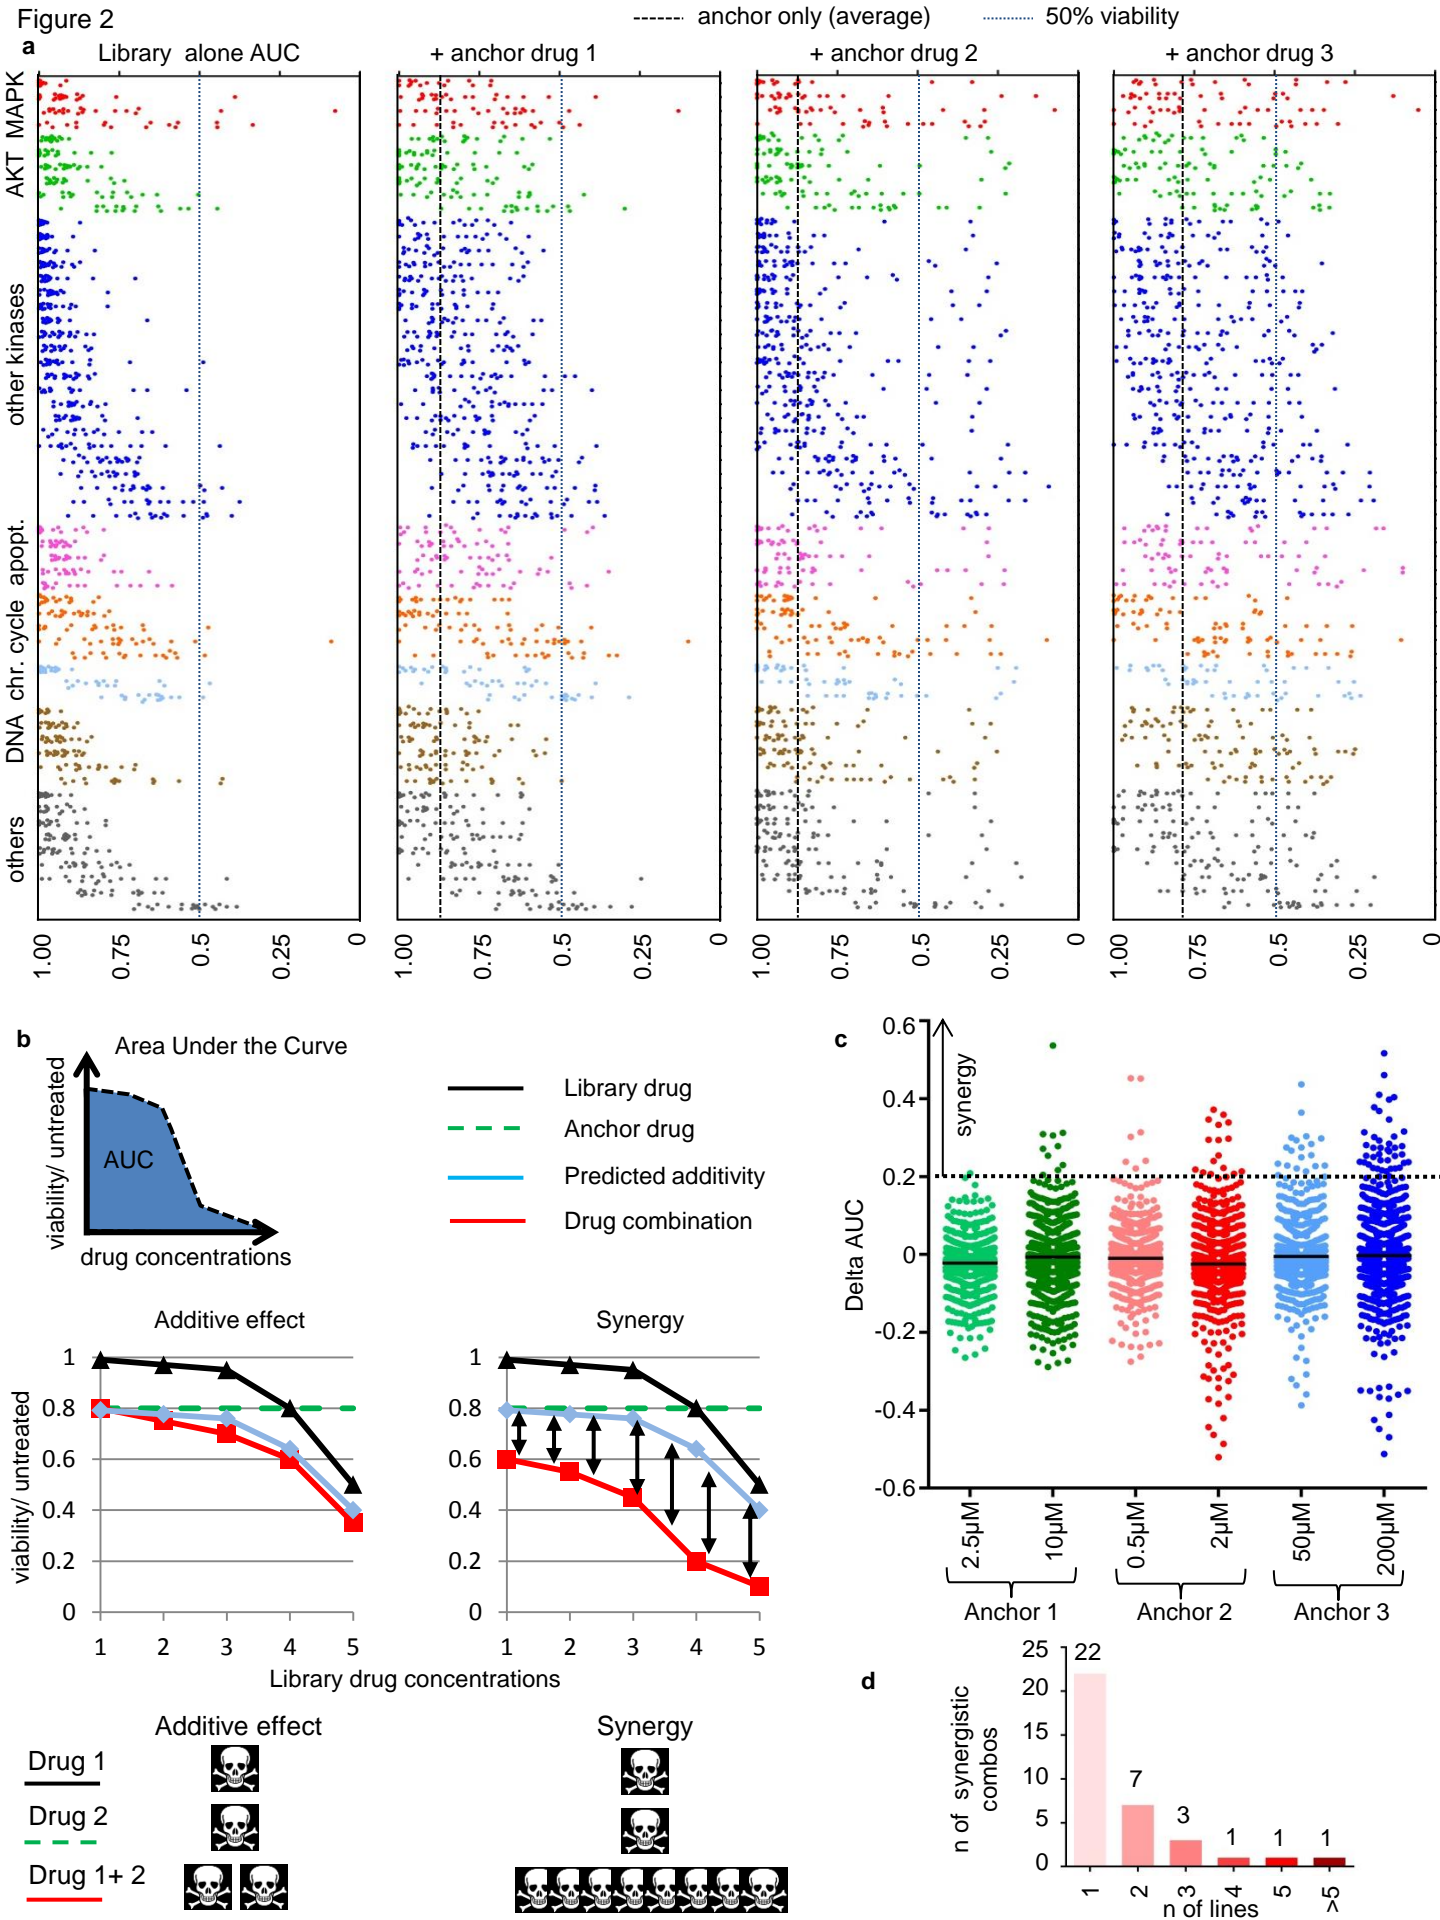 Figure 2
anchor only (average)
50% viability
a
Library alone AUC
+ anchor drug 1
+ anchor drug 2
+ anchor drug 3
MAPK
AKT
other kinases
apopt.
cycle
chr.
DNA
others
1.00 0.75 0.5 0.25 0
1.00 0.75 0.5 0.25 0
1.00 0.75 0.5 0.25 0
1.00 0.75 0.5 0.25 0
b
Area Under the Curve
viability/ untreated
AUC
drug concentrations
Library drug
Anchor drug
Predicted additivity
Drug combination
Additive effect
Synergy
viability/ untreated
1
0.8
0.6
0.4
0.2
0
1 2 3 4 5
1
0.8
0.6
0.4
0.2
0
1 2 3 4 5
Library drug concentrations
Additive effect
Synergy
Drug 1
Drug 2
Drug 1+ 2
c
synergy
Delta AUC
0.6
0.4
0.2
0
-0.2
-0.4
-0.6
2.5µM
10µM
0.5µM
2µM
50µM
200µM
Anchor 1
Anchor 2
Anchor 3
d
n of synergistic
combos
25
20
15
10
5
0
22
7
3
1
1
1
1 2 3 4 5 >5
n of lines